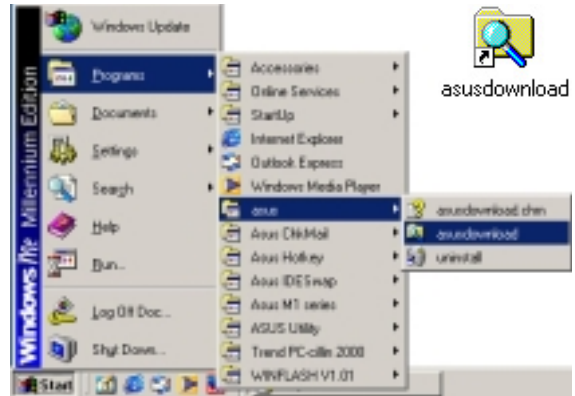 Windows Me Millennium Edition
Windows Update
Programs
Documents
Settings
Search
Help
Run...
Log Off Doc...
Shut Down...
Start
Accessories
Online Services
StartUp
Internet Explorer
Outlook Express
Windows Media Player
asus
Asus ChkMail
Asus Hotkey
Asus IDESwap
Asus M1 series
ASUS Utility
Trend PC-cillin 2000
WINFLASH V1.01
asusdownload.chm
asusdownload
uninstall
asusdownload